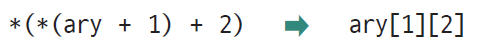 *(*(ary + 1) + 2) ➡ ary[1][2]